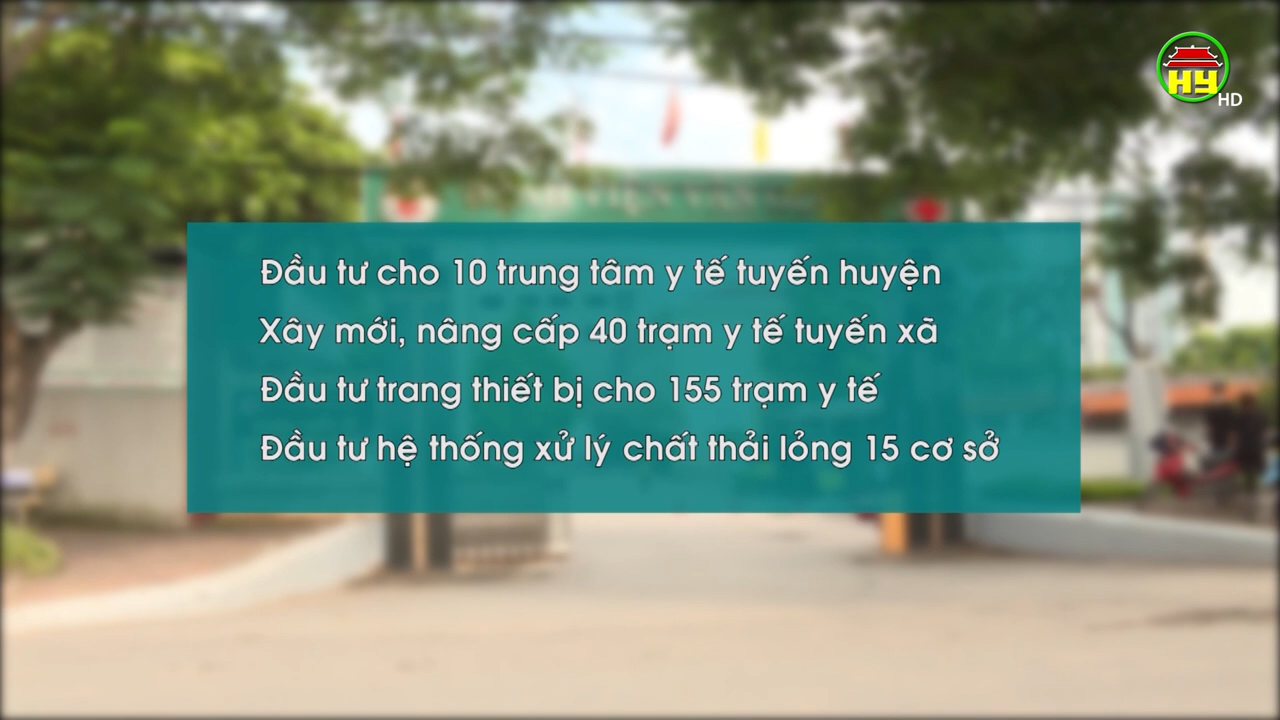 HY
HD
Đầu tư cho 10 trung tâm y tế tuyến huyện
Xây mới, nâng cấp 40 trạm y tế tuyến xã
Đầu tư trang thiết bị cho 155 trạm y tế
Đầu tư hệ thống xử lý chất thải lỏng 15 cơ sở